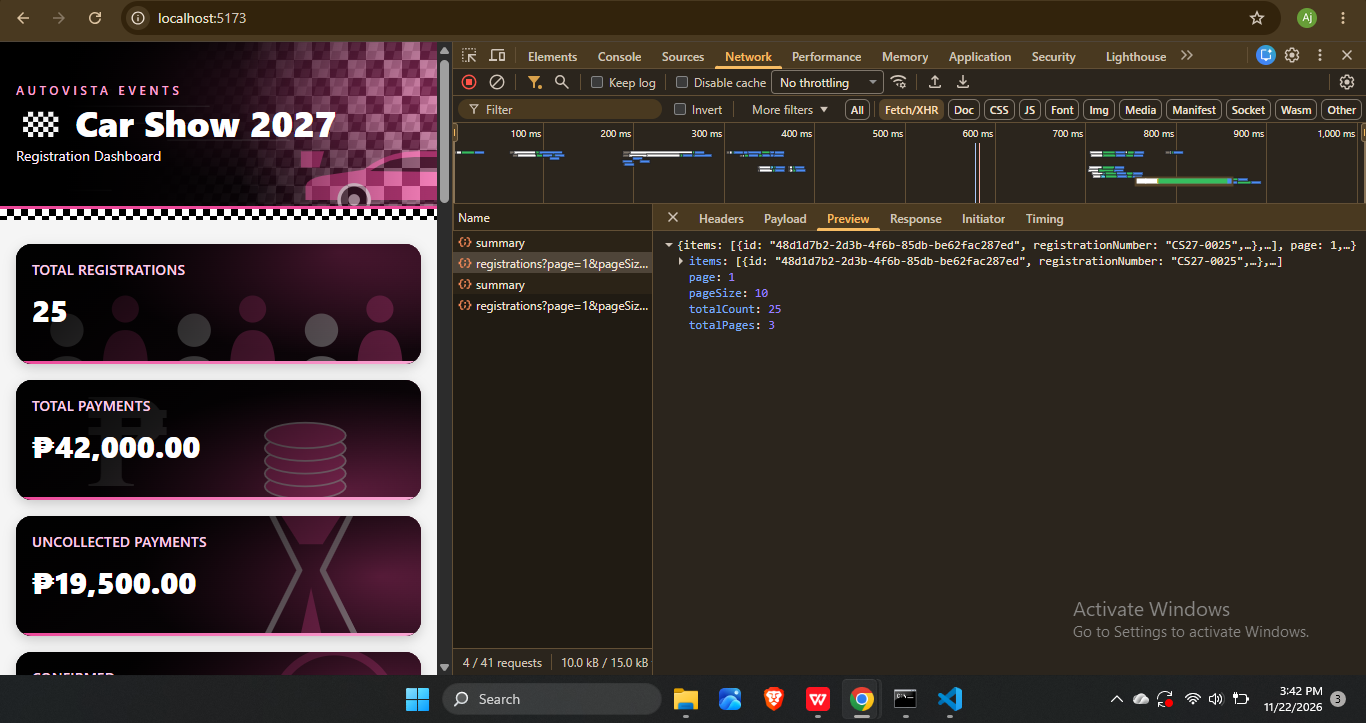 localhost:5173
Aj
AUTOVISTA EVENTS
Car Show 2027
Registration Dashboard
TOTAL REGISTRATIONS
25
TOTAL PAYMENTS
₱42,000.00
UNCOLLECTED PAYMENTS
₱19,500.00
Elements Console Sources Network Performance Memory Application Security Lighthouse
Keep log Disable cache No throttling
Filter Invert More filters All Fetch/XHR Doc CSS JS Font Img Media Manifest Socket Wasm Other
100 ms 200 ms 300 ms 400 ms 500 ms 600 ms 700 ms 800 ms 900 ms 1,000 ms
Name
summary
registrations?page=1&pageSiz...
summary
registrations?page=1&pageSiz...
4 / 41 requests 10.0 kB / 15.0 kB
Headers Payload Preview Response Initiator Timing
{items: [{id: "48d1d7b2-2d3b-4f6b-85db-be62fac287ed", registrationNumber: "CS27-0025",…},…], page: 1,…}
items: [{id: "48d1d7b2-2d3b-4f6b-85db-be62fac287ed", registrationNumber: "CS27-0025",…},…]
page: 1
pageSize: 10
totalCount: 25
totalPages: 3
Activate Windows
Go to Settings to activate Windows.
Search
3:42 PM
11/22/2026
3